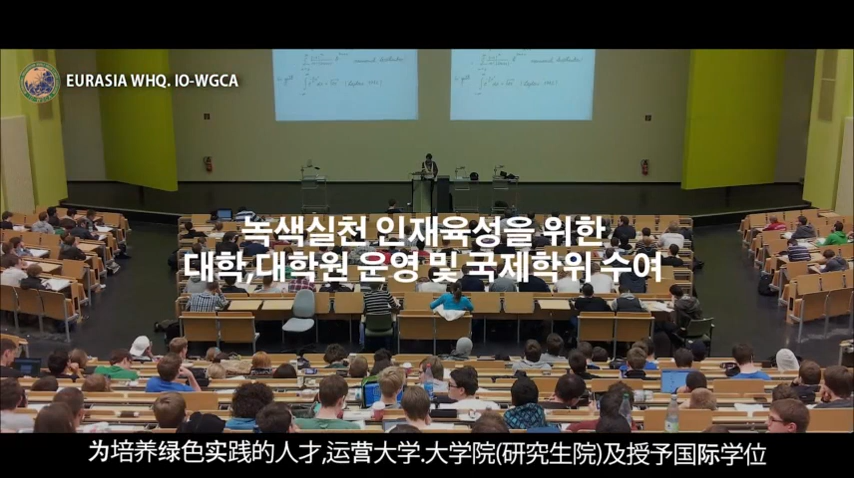 EURASIA WHQ. IO-WGCA
녹색실천 인재육성을 위한
대학,대학원 운영 및 국제학위 수여
为培养绿色实践的人才,运营大学.大学院(研究生院)及授予国际学位